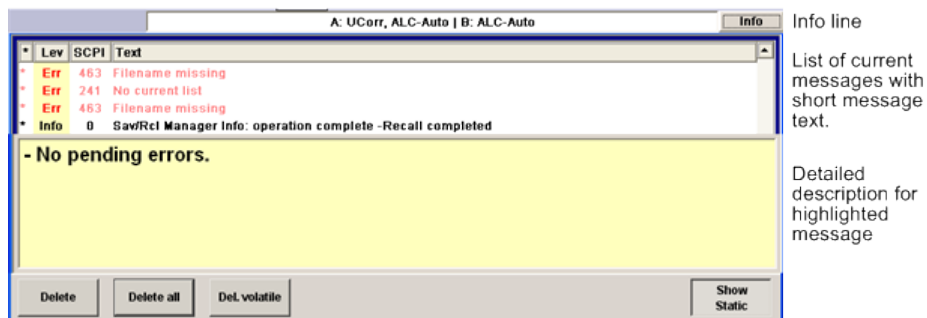 A: UCorr, ALC-Auto | B: ALC-Auto
Info
Info line
* Lev SCPI Text
* Err 463 Filename missing
* Err 241 No current list
* Err 463 Filename missing
* Info 0 Sav/Rcl Manager Info: operation complete -Recall completed
List of current
messages with
short message
text.
- No pending errors.
Detailed
description for
highlighted
message
Delete
Delete all
Del. volatile
Show
Static